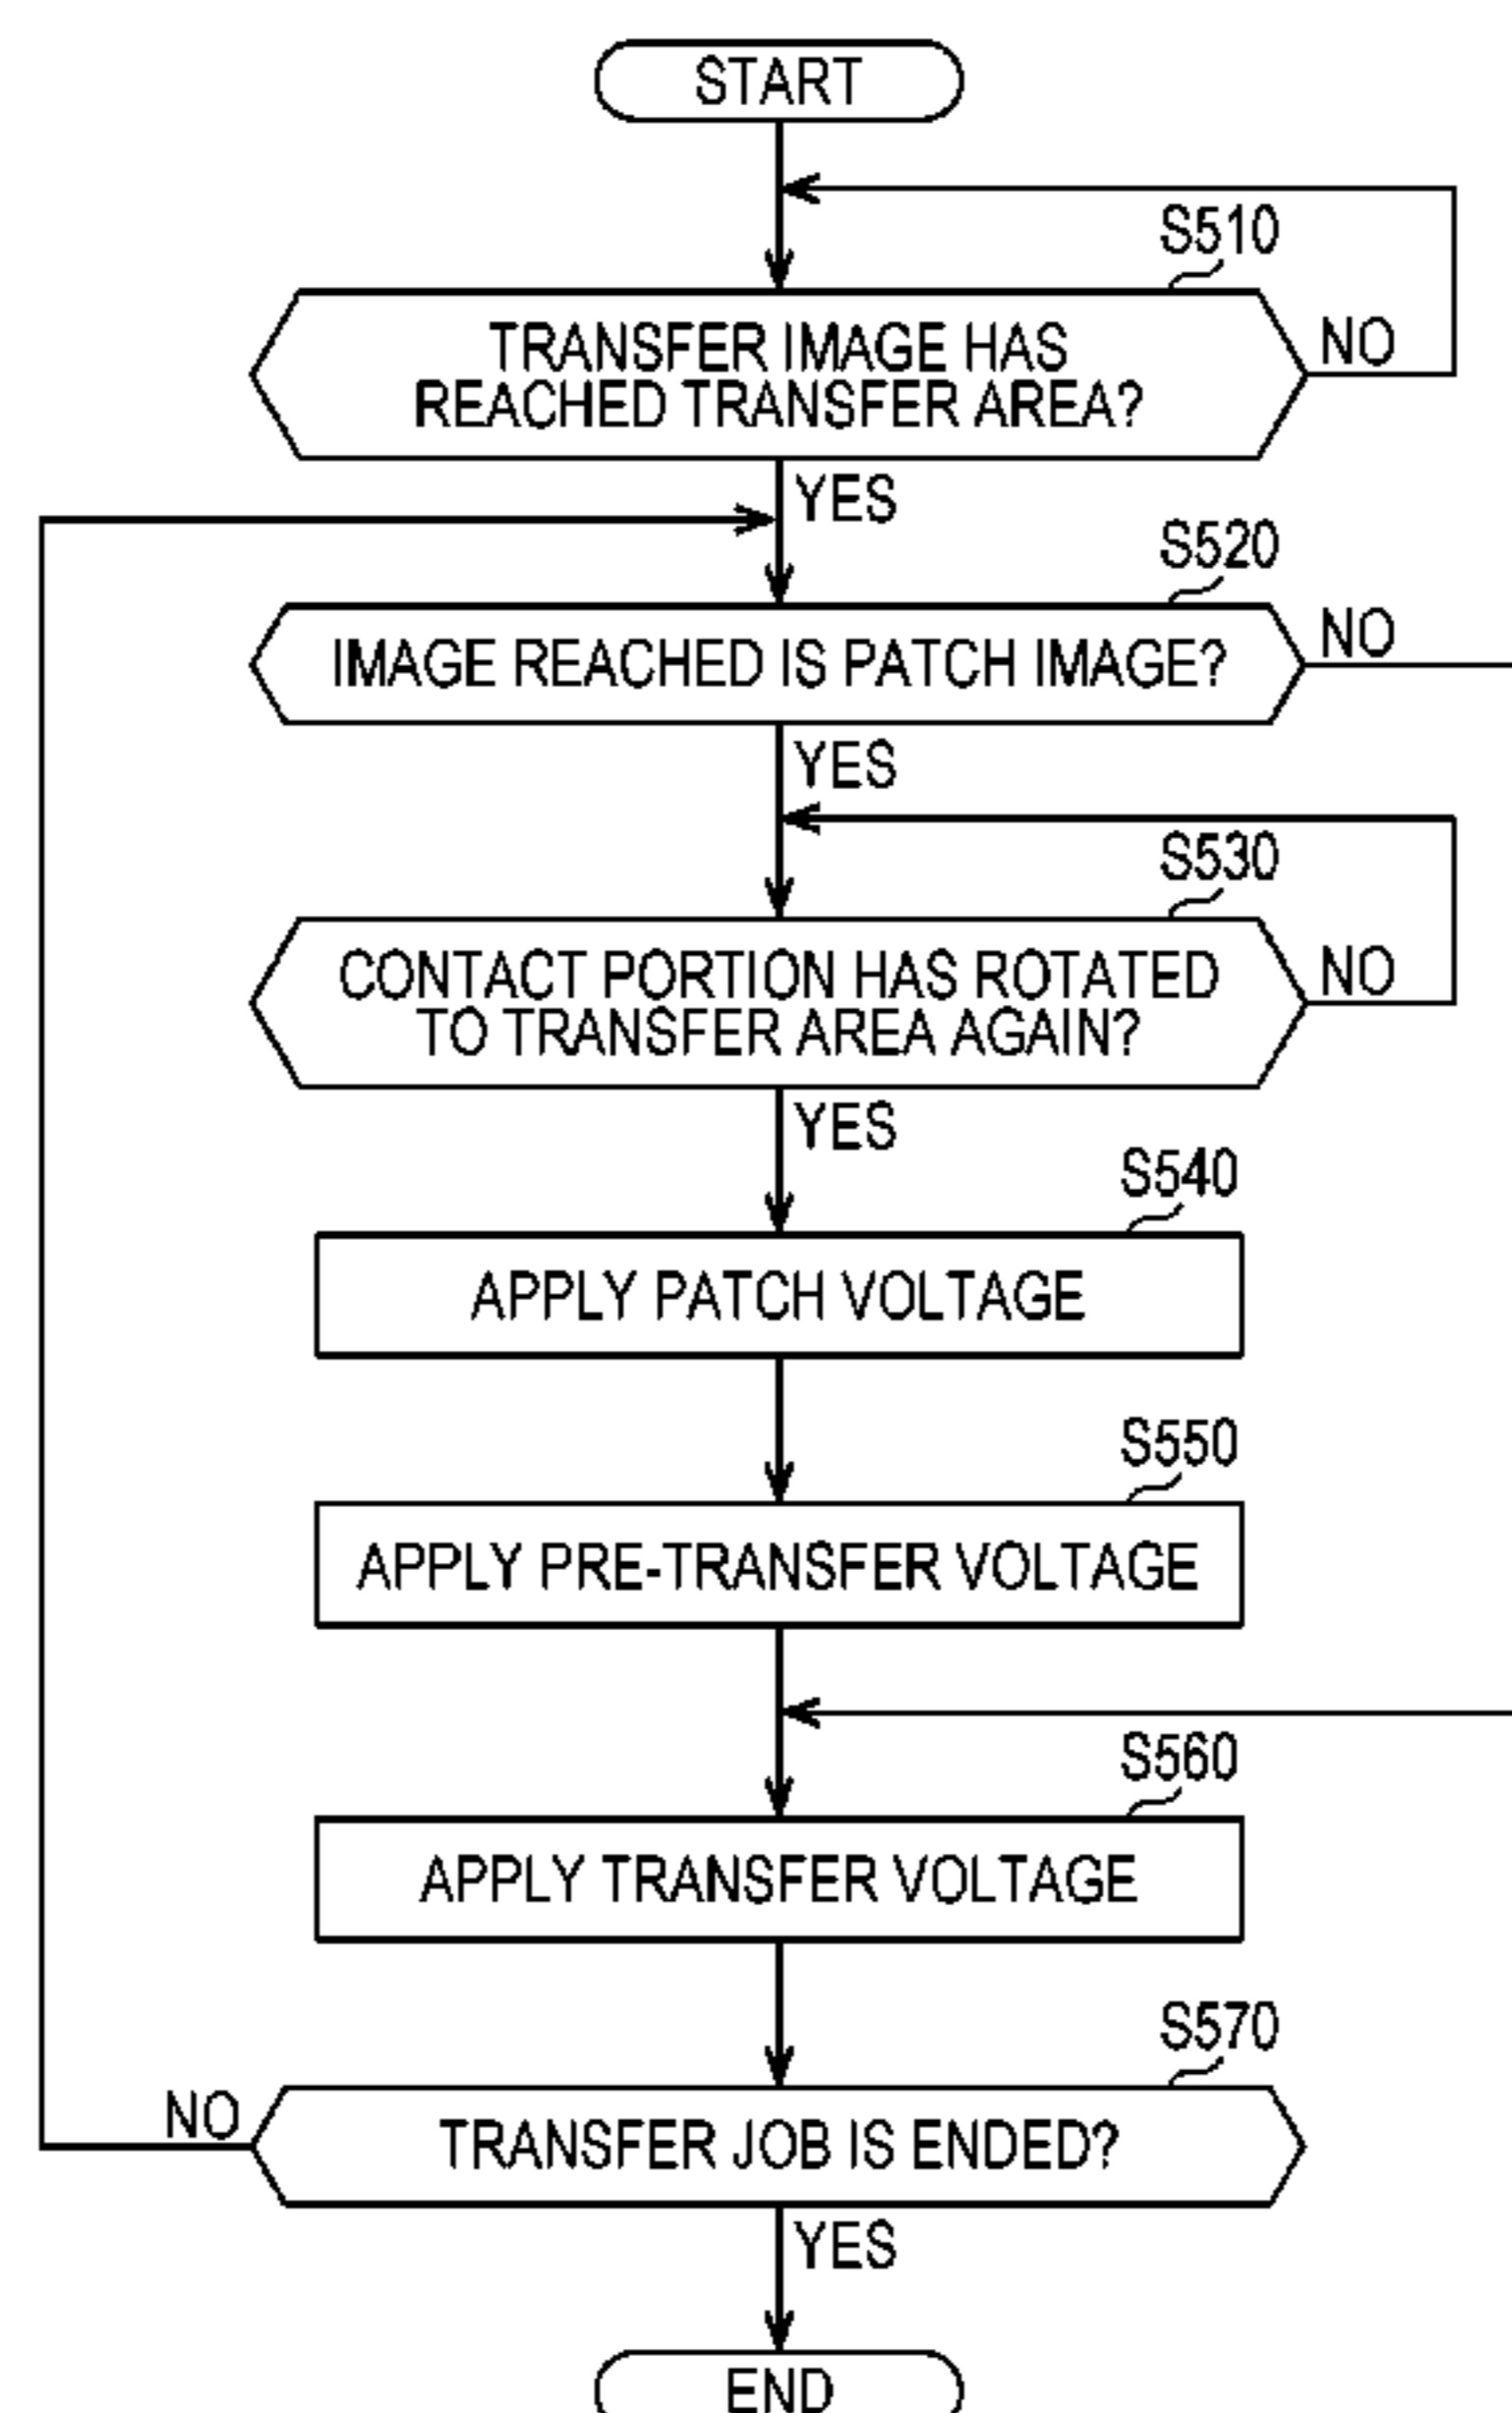 START
S510
TRANSFER IMAGE HAS
REACHED TRANSFER AREA?
NO
YES
S520
IMAGE REACHED IS PATCH IMAGE?
NO
YES
S530
CONTACT PORTION HAS ROTATED
TO TRANSFER AREA AGAIN?
NO
YES
S540
APPLY PATCH VOLTAGE
S550
APPLY PRE-TRANSFER VOLTAGE
S560
APPLY TRANSFER VOLTAGE
S570
NO
TRANSFER JOB IS ENDED?
YES
END